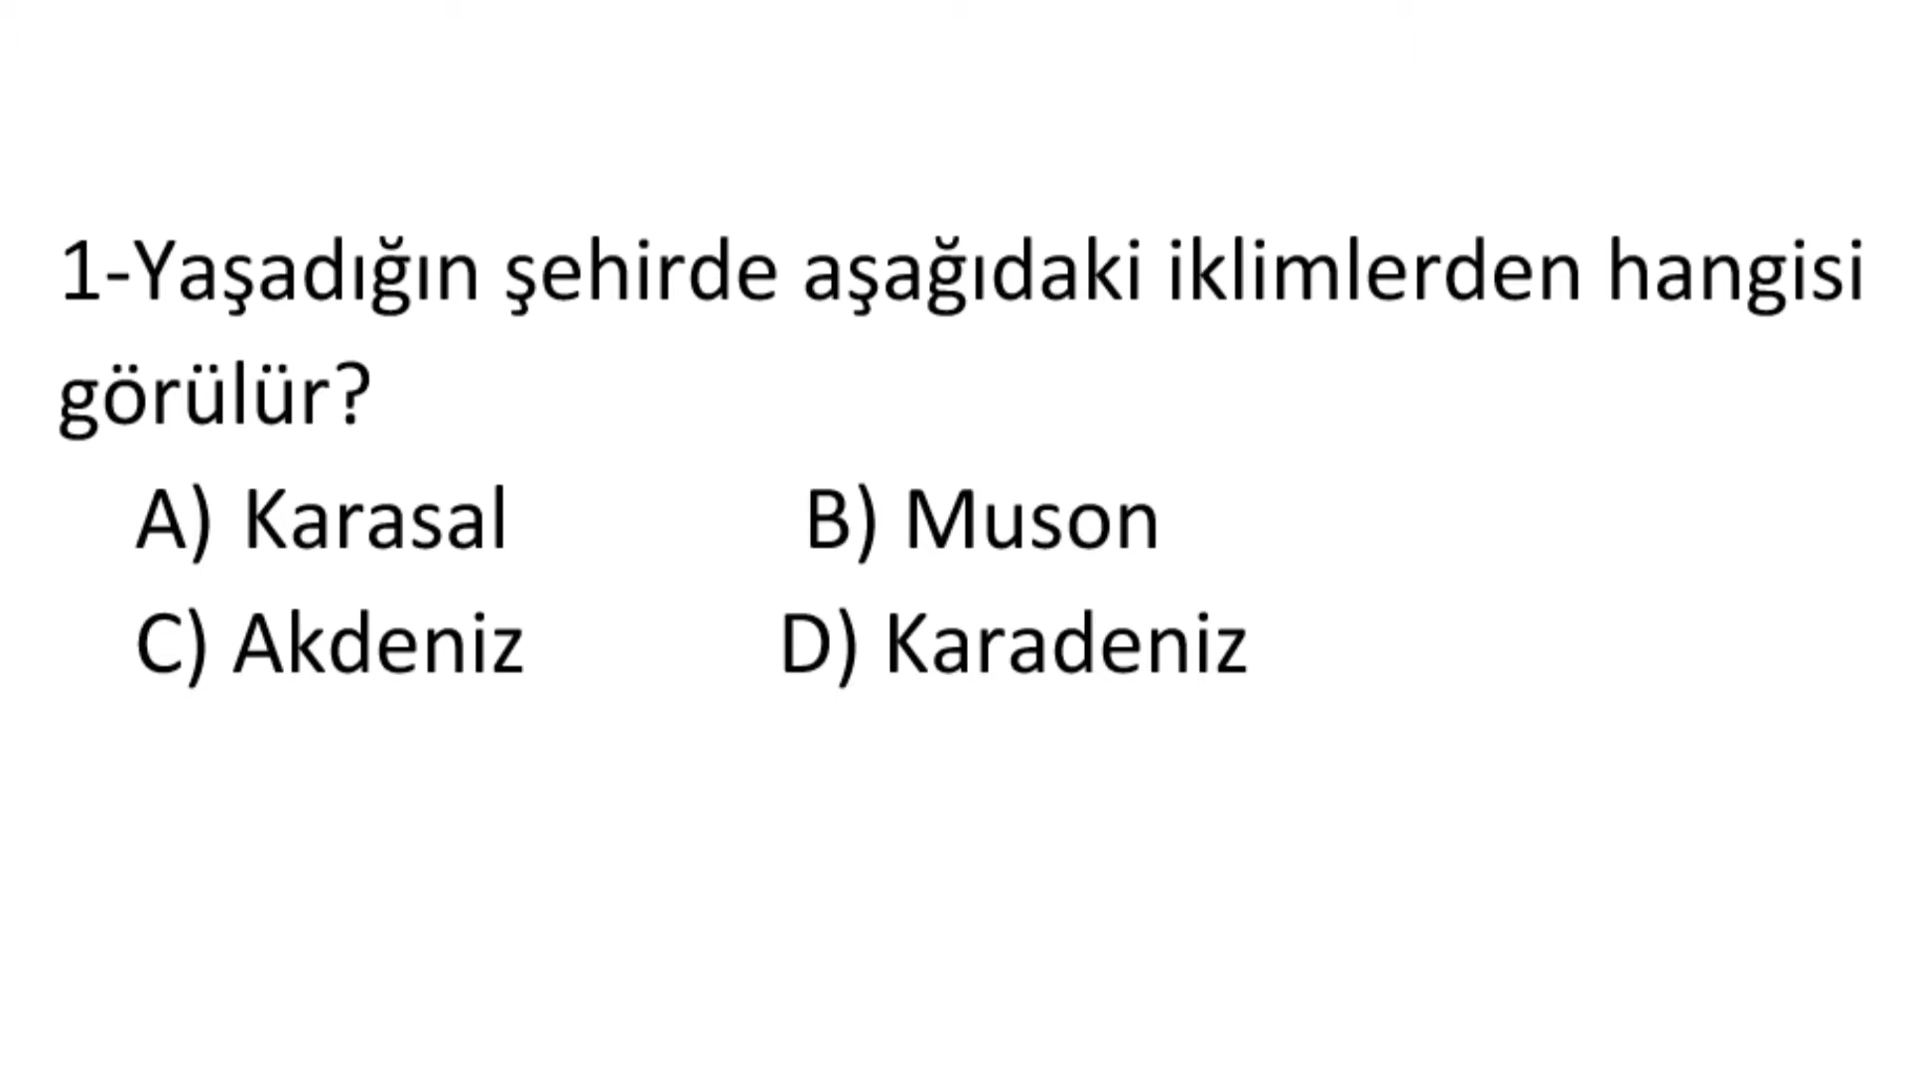 1-Yaşadığın şehirde aşağıdaki iklimlerden hangisi
görülür?
A) Karasal B) Muson
C) Akdeniz D) Karadeniz